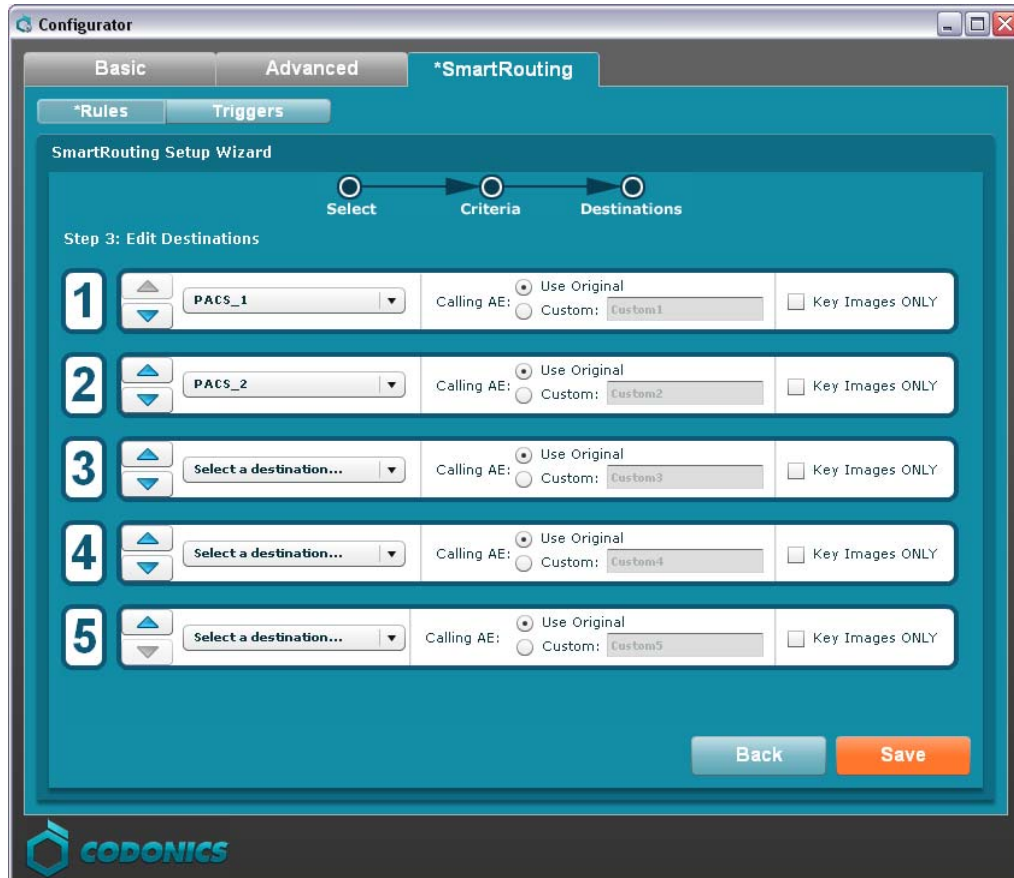 Configurator
Basic Advanced *SmartRouting
*Rules Triggers
SmartRouting Setup Wizard
Select Criteria Destinations
Step 3: Edit Destinations
1 PACS_1 Calling AE: Use Original Custom: Custom1 Key Images ONLY
2 PACS_2 Calling AE: Use Original Custom: Custom2 Key Images ONLY
3 Select a destination... Calling AE: Use Original Custom: Custom3 Key Images ONLY
4 Select a destination... Calling AE: Use Original Custom: Custom4 Key Images ONLY
5 Select a destination... Calling AE: Use Original Custom: Custom5 Key Images ONLY
Back Save
CODONICS